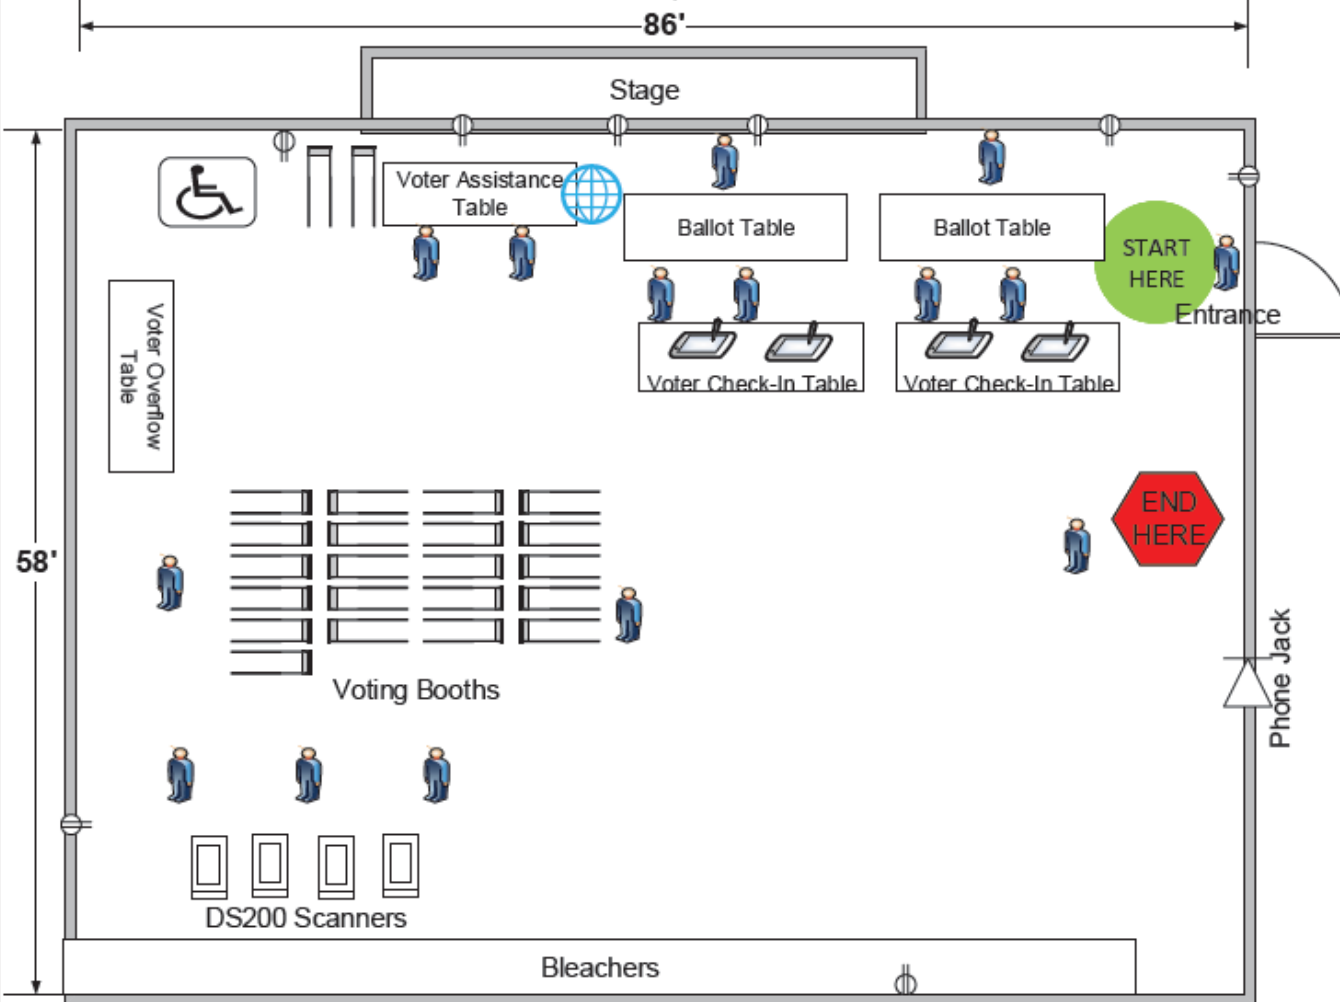 86'
Stage
Voter Assistance
Table
Ballot Table
Ballot Table
START
HERE
Entrance
Voter Overflow
Table
Voter Check-In Table
Voter Check-In Table
END
HERE
58'
Phone Jack
Voting Booths
DS200 Scanners
Bleachers